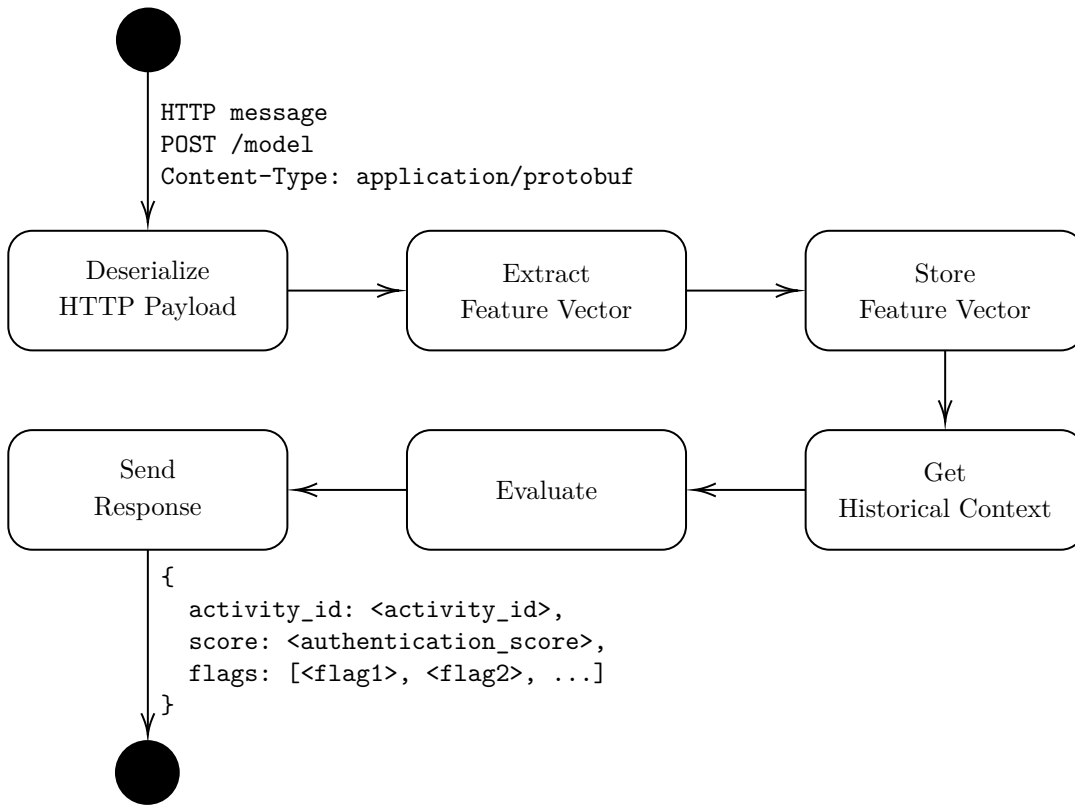 HTTP message
POST /model
Content-Type: application/protobuf
Deserialize
HTTP Payload
Extract
Feature Vector
Store
Feature Vector
Get
Historical Context
Evaluate
Send
Response
{
  activity_id: <activity_id>,
  score: <authentication_score>,
  flags: [<flag1>, <flag2>, ...]
}